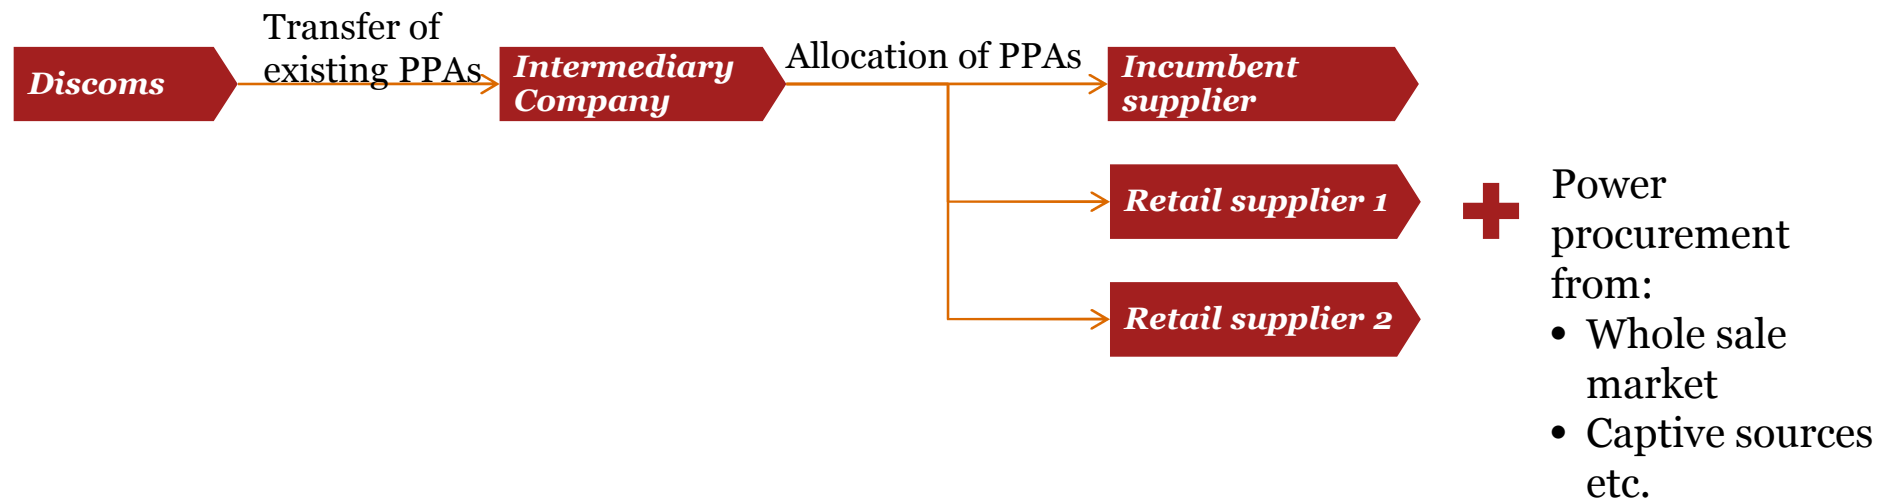 Discoms
Transfer of
existing PPAs
Intermediary
Company
Allocation of PPAs
Incumbent
supplier
Retail supplier 1
Retail supplier 2
Power
procurement
from:
• Whole sale
market
• Captive sources
etc.